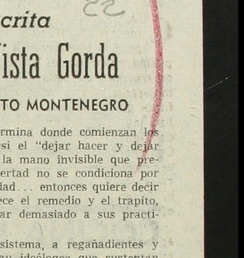 crita
ista Gorda
TO MONTENEGRO
ermina donde comienzan los
si el "dejar hacer y dejar
la mano invisible que pre-
ertad no se condiciona por
dad... entonces quiere decir
ece el remedio y el trapito,
ar demasiado a sus practi-
sistema, a regañadientes y